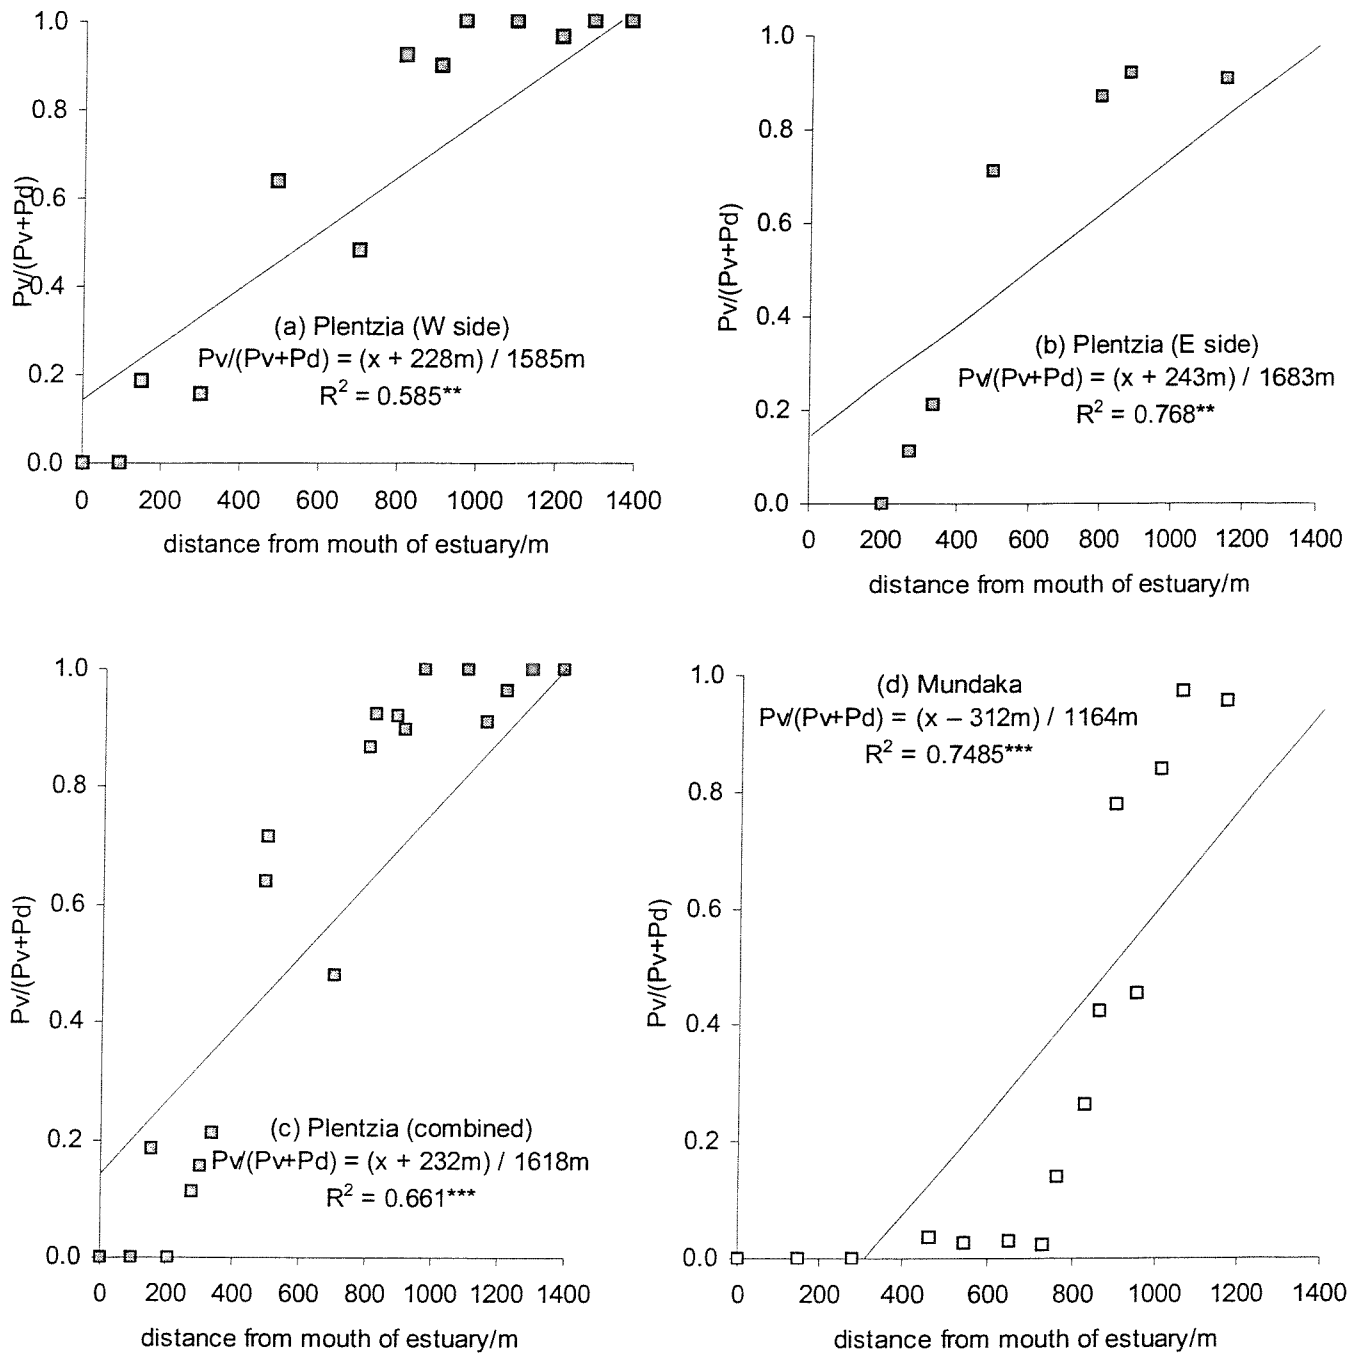 1.0
0.8
0.6
0.4
0.2
0.0
Pv/(Pv+Pd)
(a) Plentzia (W side)
Pv/(Pv+Pd) = (x + 228m) / 1585m
R² = 0.585**
0 200 400 600 800 1000 1200 1400
distance from mouth of estuary/m
1.0
0.8
0.6
0.4
0.2
0.0
Pv/(Pv+Pd)
(b) Plentzia (E side)
Pv/(Pv+Pd) = (x + 243m) / 1683m
R² = 0.768**
0 200 400 600 800 1000 1200 1400
distance from mouth of estuary/m
1.0
0.8
0.6
0.4
0.2
0.0
Pv/(Pv+Pd)
(c) Plentzia (combined)
Pv/(Pv+Pd) = (x + 232m) / 1618m
R² = 0.661***
0 200 400 600 800 1000 1200 1400
distance from mouth of estuary/m
1.0
0.8
0.6
0.4
0.2
0.0
Pv/(Pv+Pd)
(d) Mundaka
Pv/(Pv+Pd) = (x – 312m) / 1164m
R² = 0.7485***
0 200 400 600 800 1000 1200 1400
distance from mouth of estuary/m